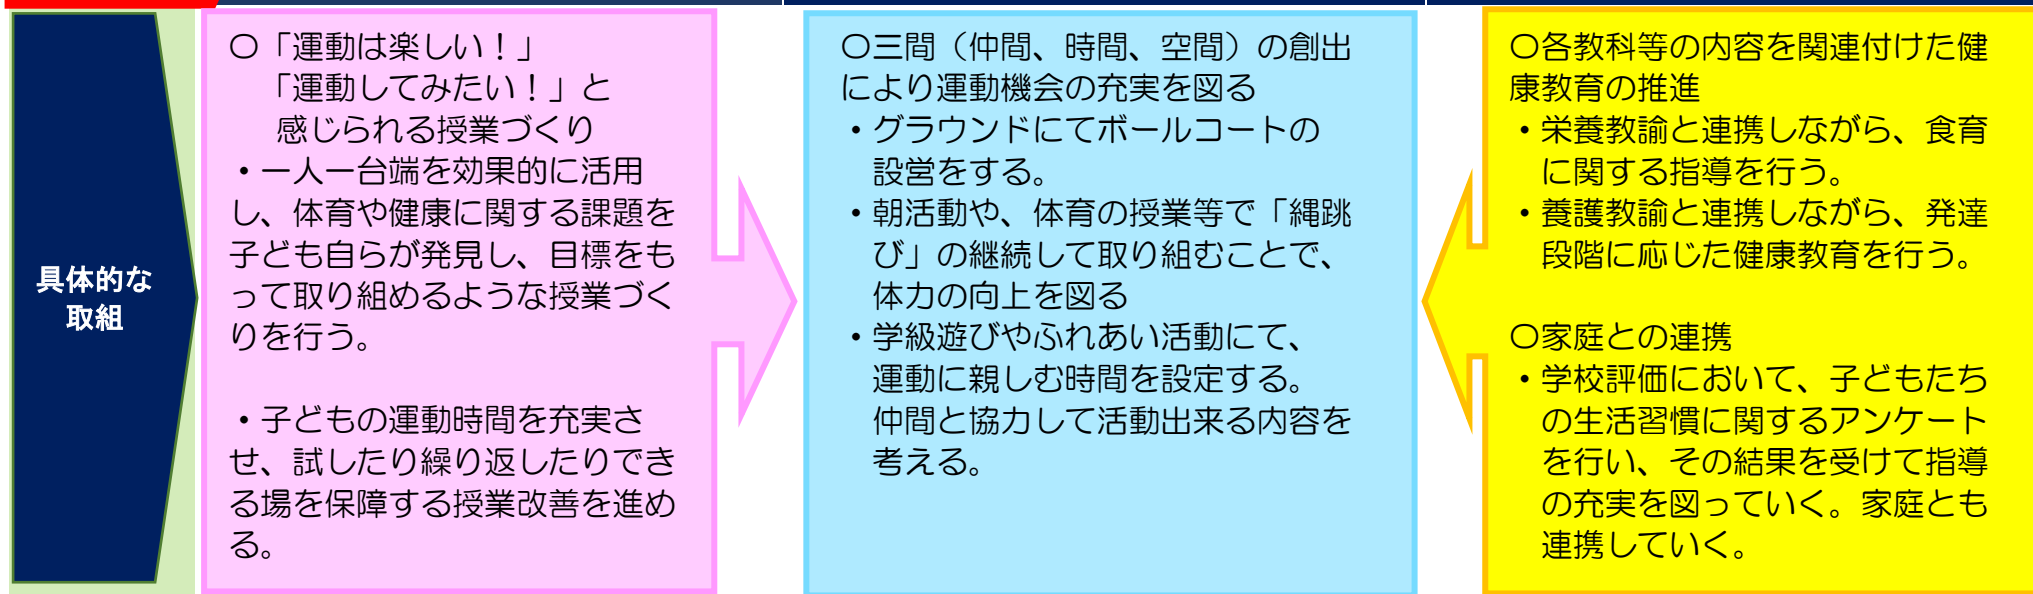 具体的な
取組
〇「運動は楽しい！」
「運動してみたい！」と
感じられる授業づくり
・一人一台端を効果的に活用
し、体育や健康に関する課題を
子ども自らが発見し、目標をも
って取り組めるような授業づく
りを行う。
・子どもの運動時間を充実さ
せ、試したり繰り返したりでき
る場を保障する授業改善を進め
る。
〇三間（仲間、時間、空間）の創出
により運動機会の充実を図る
・グラウンドにてボールコートの
設営をする。
・朝活動や、体育の授業等で「縄跳
び」の継続して取り組むことで、
体力の向上を図る
・学級遊びやふれあい活動にて、
運動に親しむ時間を設定する。
仲間と協力して活動出来る内容を
考える。
〇各教科等の内容を関連付けた健
康教育の推進
・栄養教諭と連携しながら、食育
に関する指導を行う。
・養護教諭と連携しながら、発達
段階に応じた健康教育を行う。
〇家庭との連携
・学校評価において、子どもたち
の生活習慣に関するアンケート
を行い、その結果を受けて指導
の充実を図っていく。家庭とも
連携していく。